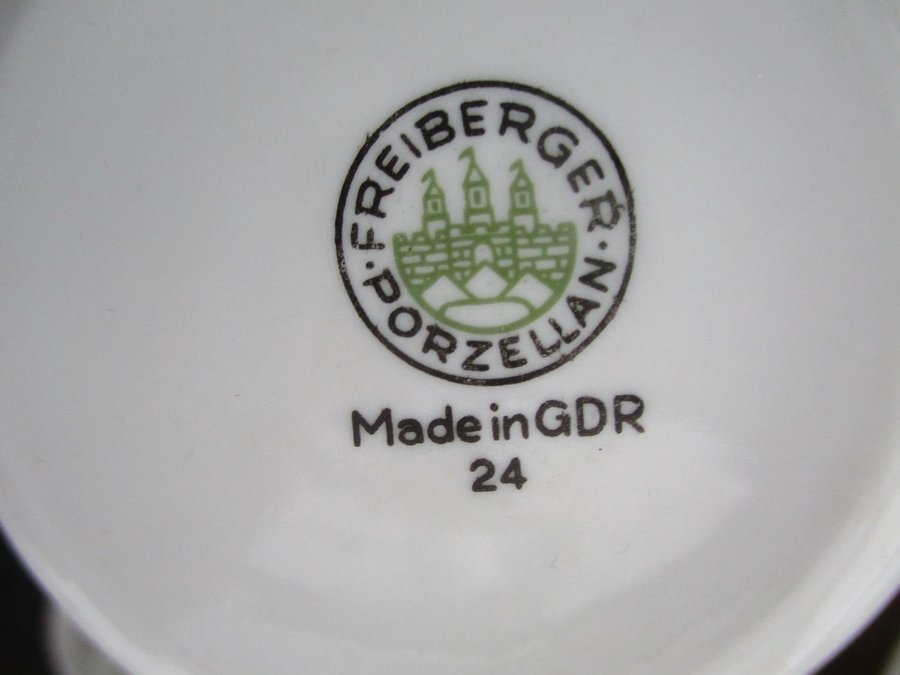 FREIBERGER
PORZELLAN
Made in GDR
24